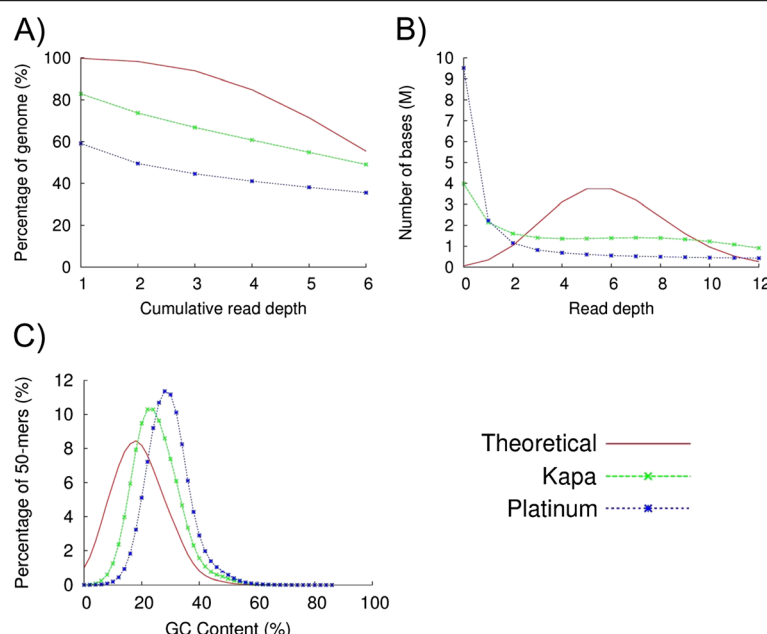 A)
Percentage of genome (%)
100
80
60
40
20
0
1 2 3 4 5 6
Cumulative read depth
B)
Number of bases (M)
10
9
8
7
6
5
4
3
2
1
0
0 2 4 6 8 10 12
Read depth
C)
Percentage of 50-mers (%)
12
10
8
6
4
2
0
0 20 40 60 80 100
GC Content (%)
Theoretical
Kapa
Platinum